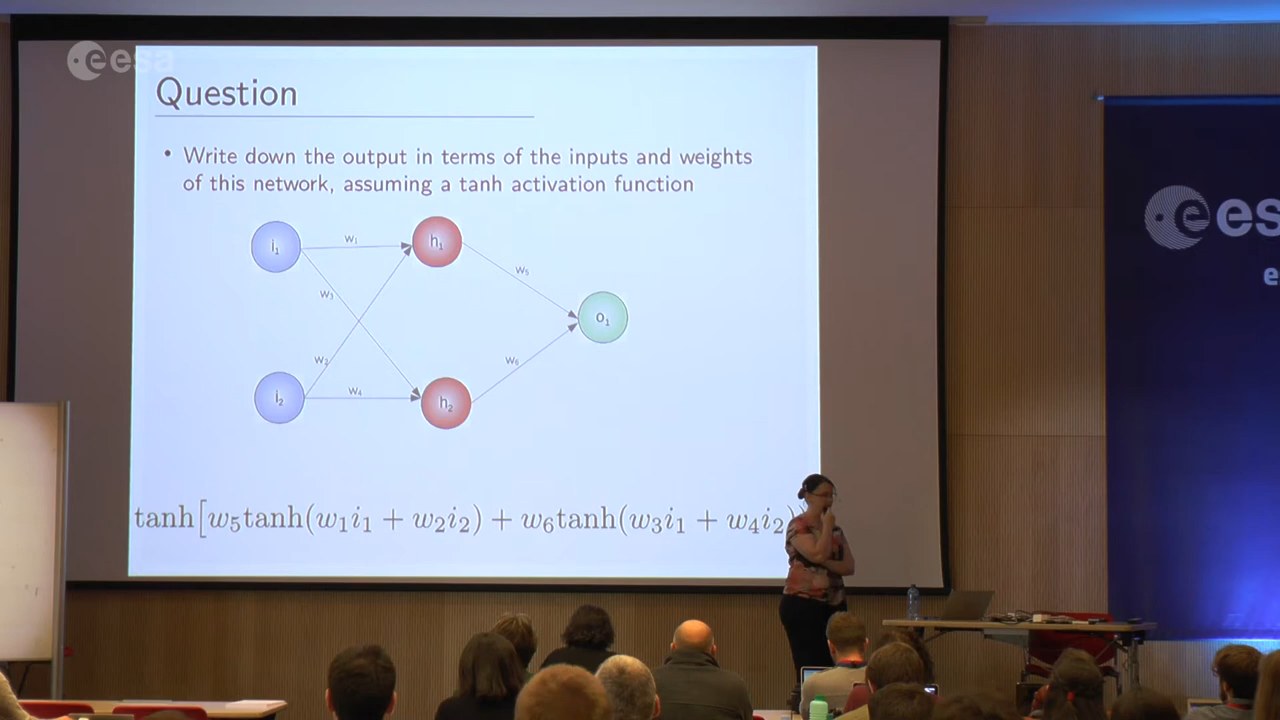 esa
Question
• Write down the output in terms of the inputs and weights
of this network, assuming a tanh activation function
i₁
w₁
h₁
w₃
w₅
o₁
w₂
w₆
i₂
w₄
h₂
tanh[w₅tanh(w₁i₁ + w₂i₂) + w₆tanh(w₃i₁ + w₄i₂)
es
e